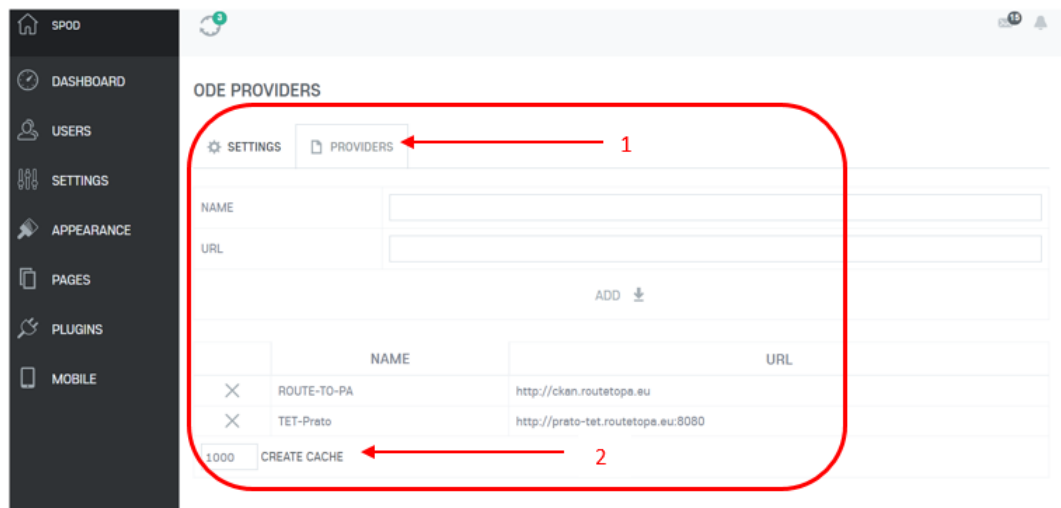 SPOD
3
15
DASHBOARD
USERS
SETTINGS
APPEARANCE
PAGES
PLUGINS
MOBILE
ODE PROVIDERS
SETTINGS PROVIDERS 1
NAME
URL
ADD
NAME URL
ROUTE-TO-PA http://ckan.routetopa.eu
TET-Prato http://prato-tet.routetopa.eu:8080
1000 CREATE CACHE 2